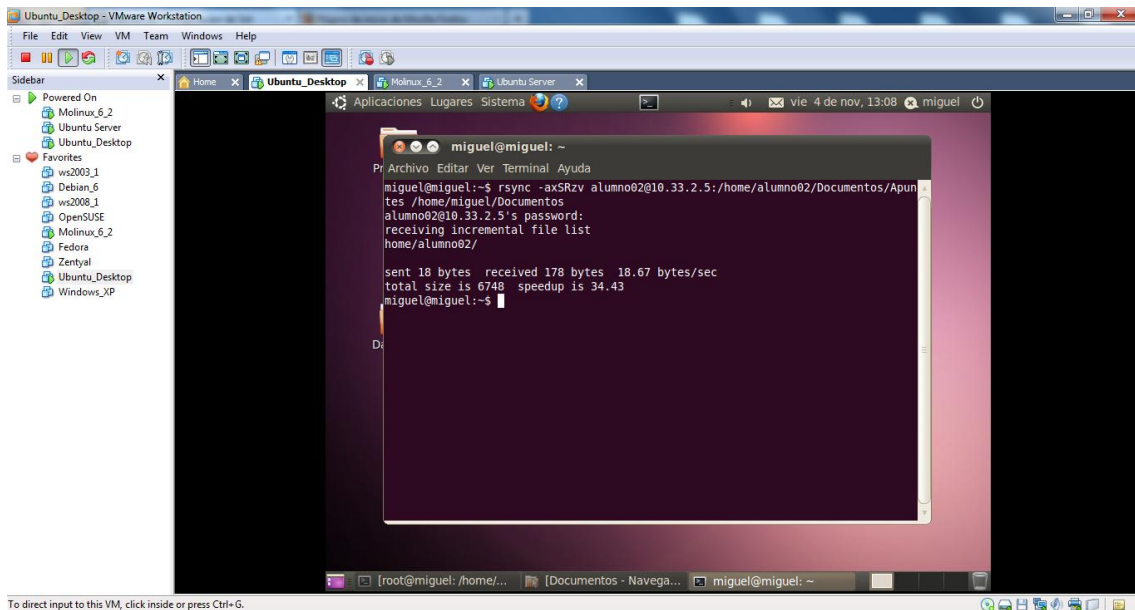 Ubuntu_Desktop - VMware Workstation
File Edit View VM Team Windows Help
Sidebar
Powered On
Molinux_6_2
Ubuntu Server
Ubuntu_Desktop
Favorites
ws2003_1
Debian_6
ws2008_1
OpenSUSE
Molinux_6_2
Fedora
Zentyal
Ubuntu_Desktop
Windows_XP
Home Ubuntu_Desktop Molinux_6_2 Ubuntu Server
Aplicaciones Lugares Sistema vie 4 de nov, 13:08 miguel
miguel@miguel: ~
Archivo Editar Ver Terminal Ayuda
miguel@miguel:~$ rsync -axSRzv alumno02@10.33.2.5:/home/alumno02/Documentos/Apun
tes /home/miguel/Documentos
alumno02@10.33.2.5's password:
receiving incremental file list
home/alumno02/
sent 18 bytes received 178 bytes 18.67 bytes/sec
total size is 6748 speedup is 34.43
miguel@miguel:~$
[root@miguel: /home/... [Documentos - Navega... miguel@miguel: ~
To direct input to this VM, click inside or press Ctrl+G.